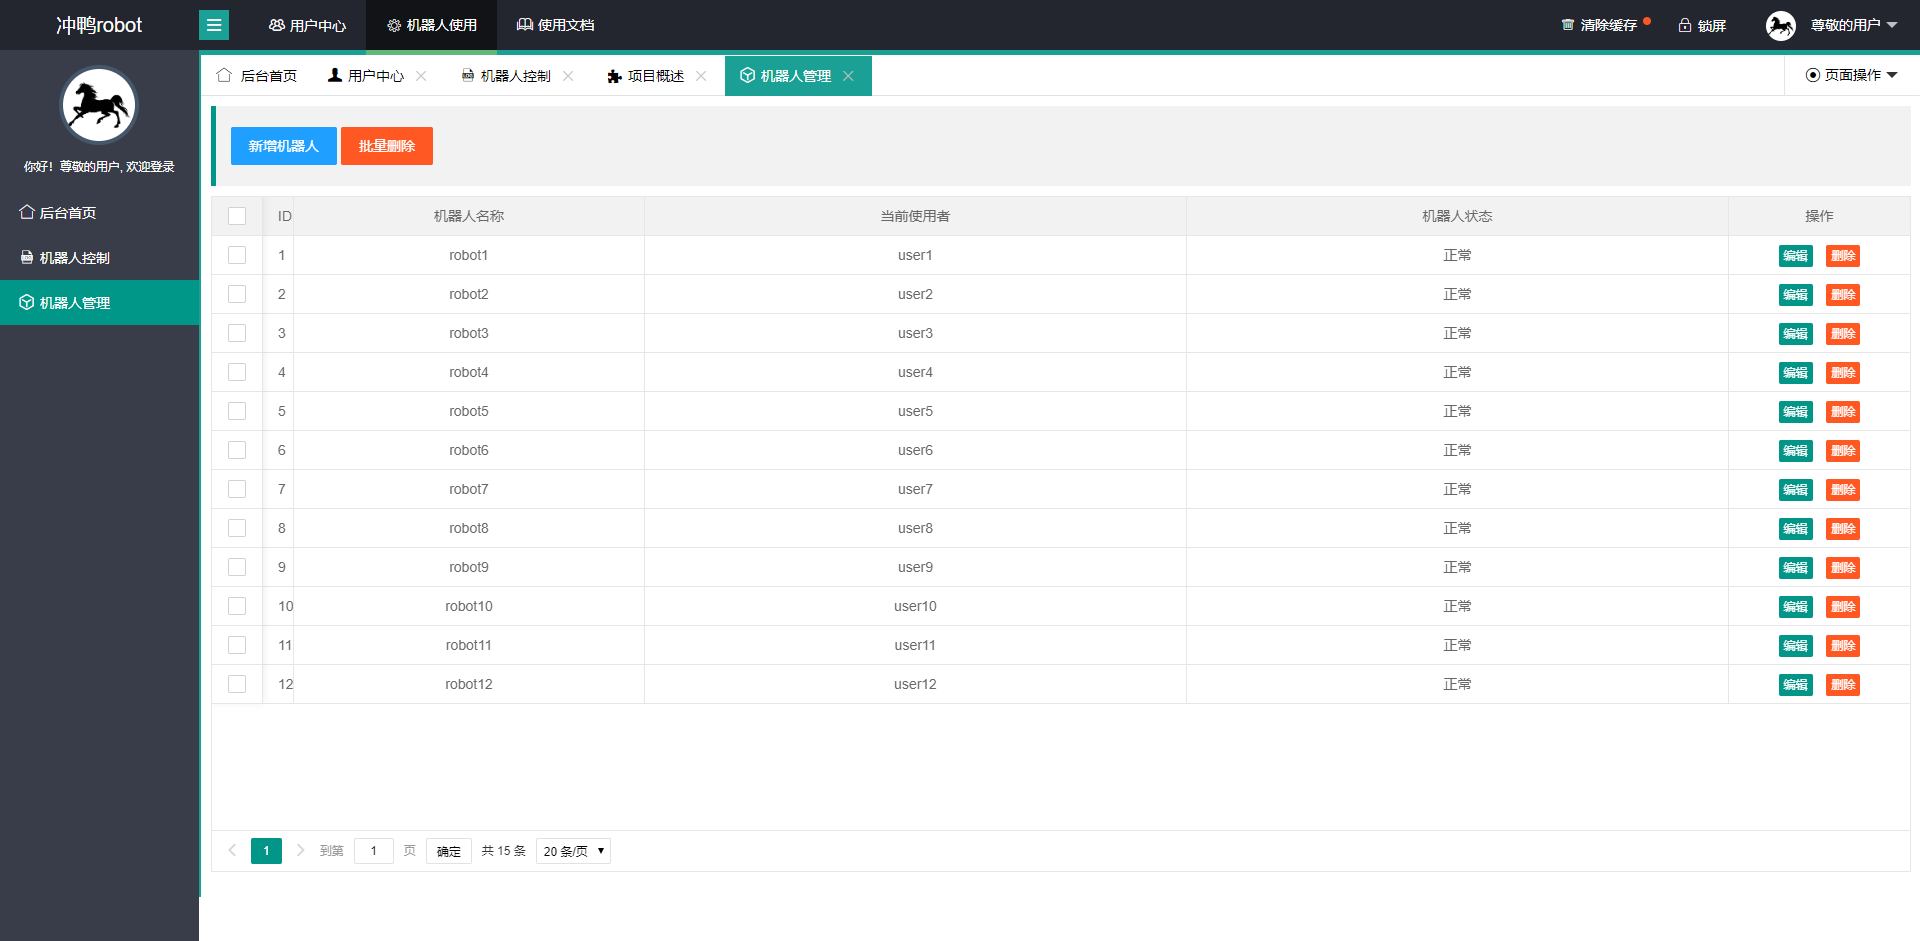 冲鸭robot
用户中心
机器人使用
使用文档
清除缓存
锁屏
尊敬的用户
你好！尊敬的用户, 欢迎登录
后台首页
机器人控制
机器人管理
后台首页
用户中心
机器人控制
项目概述
机器人管理
页面操作
新增机器人 批量删除
ID 机器人名称 当前使用者 机器人状态 操作
1 robot1 user1 正常 编辑 删除
2 robot2 user2 正常 编辑 删除
3 robot3 user3 正常 编辑 删除
4 robot4 user4 正常 编辑 删除
5 robot5 user5 正常 编辑 删除
6 robot6 user6 正常 编辑 删除
7 robot7 user7 正常 编辑 删除
8 robot8 user8 正常 编辑 删除
9 robot9 user9 正常 编辑 删除
10 robot10 user10 正常 编辑 删除
11 robot11 user11 正常 编辑 删除
12 robot12 user12 正常 编辑 删除
1 到第 1 页 确定 共 15 条 20 条/页